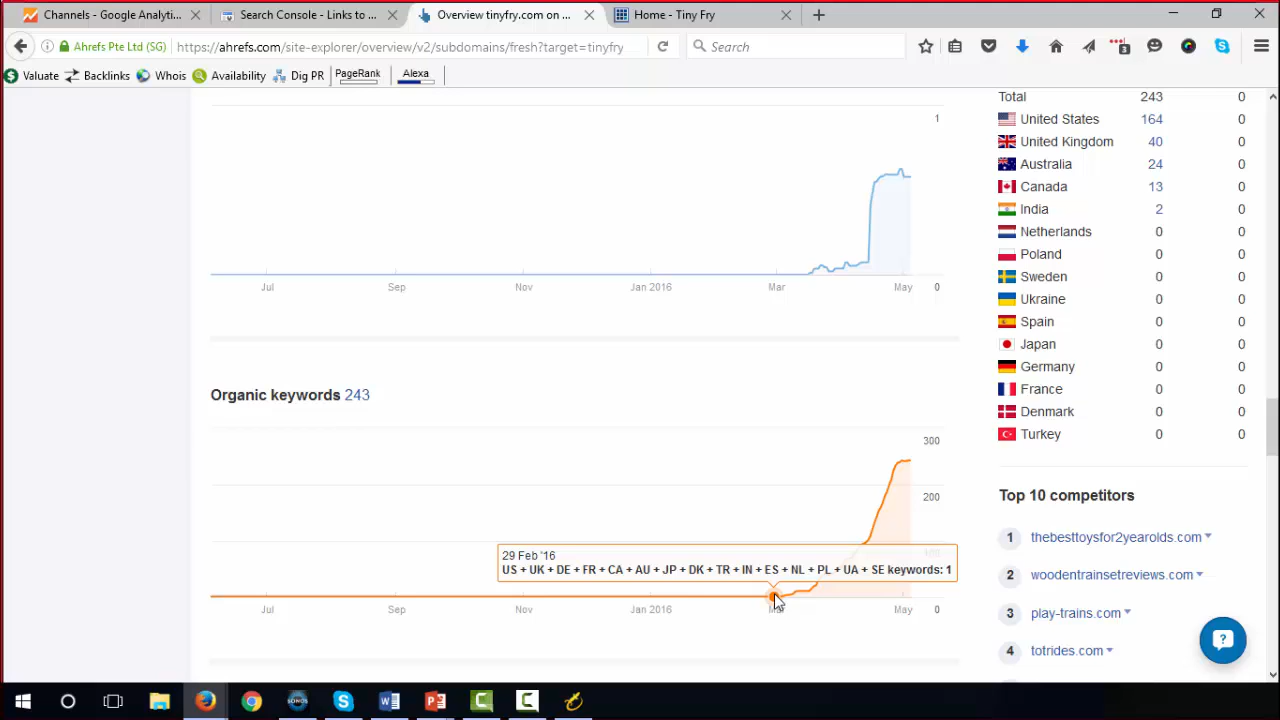 Channels - Google Analyti...
Search Console - Links to ...
Overview tinyfry.com on ...
Home - Tiny Fry
Ahrefs Pte Ltd (SG)
https://ahrefs.com/site-explorer/overview/v2/subdomains/fresh?target=tinyfry
Search
3
Valuate
Backlinks
Whois
Availability
Dig PR
PageRank
Alexa
1
Jul Sep Nov Jan 2016 Mar May 0
Organic keywords 243
300
200
29 Feb '16
US + UK + DE + FR + CA + AU + JP + DK + TR + IN + ES + NL + PL + UA + SE keywords: 1
Jul Sep Nov Jan 2016 Mar May 0
Total 243 0
United States 164 0
United Kingdom 40 0
Australia 24 0
Canada 13 0
India 2 0
Netherlands 0 0
Poland 0 0
Sweden 0 0
Ukraine 0 0
Spain 0 0
Japan 0 0
Germany 0 0
France 0 0
Denmark 0 0
Turkey 0 0
Top 10 competitors
1 thebesttoysfor2yearolds.com
2 woodentrainsetreviews.com
3 play-trains.com
4 totrides.com
?
SONOS